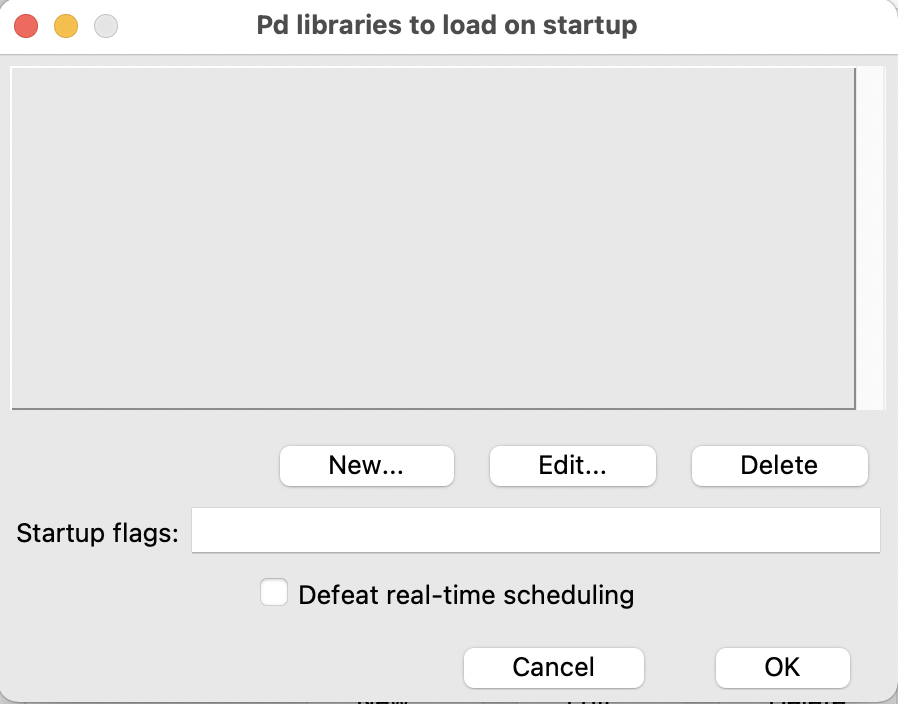 Pd libraries to load on startup
New...
Edit...
Delete
Startup flags:
Defeat real-time scheduling
Cancel
OK